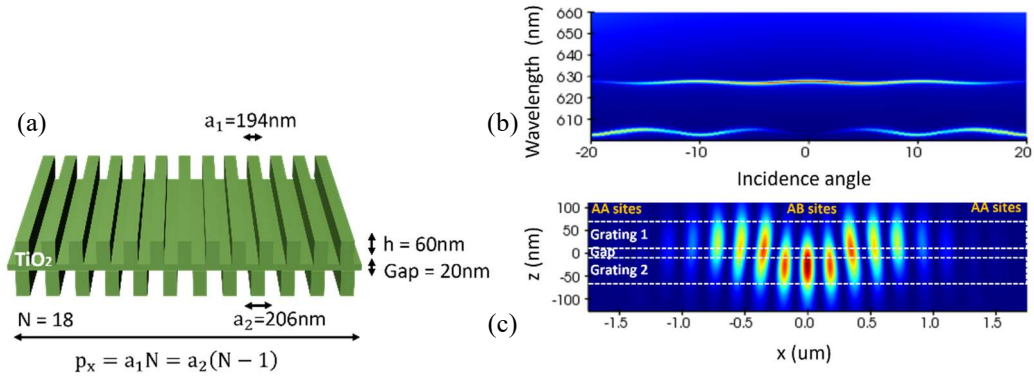 (a)
a₁=194nm
TiO₂
h = 60nm
Gap = 20nm
N = 18
a₂=206nm
pₓ = a₁N = a₂(N − 1)
(b)
Wavelength (nm)
660
650
640
630
620
610
-20
-10
0
10
20
Incidence angle
(c)
AA sites
AB sites
AA sites
Grating 1
Gap
Grating 2
z (nm)
100
50
0
-50
-100
-1.5
-1.0
-0.5
0.0
0.5
1.0
1.5
x (um)